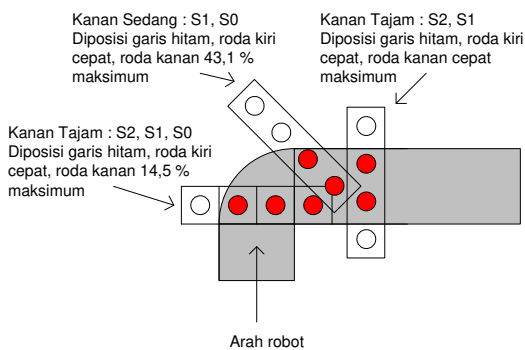 Kanan Sedang : S1, S0
Diposisi garis hitam, roda kiri
cepat, roda kanan 43,1 %
maksimum
Kanan Tajam : S2, S1
Diposisi garis hitam, roda kiri
cepat, roda kanan cepat
maksimum
Kanan Tajam : S2, S1, S0
Diposisi garis hitam, roda kiri
cepat, roda kanan 14,5 %
maksimum
Arah robot